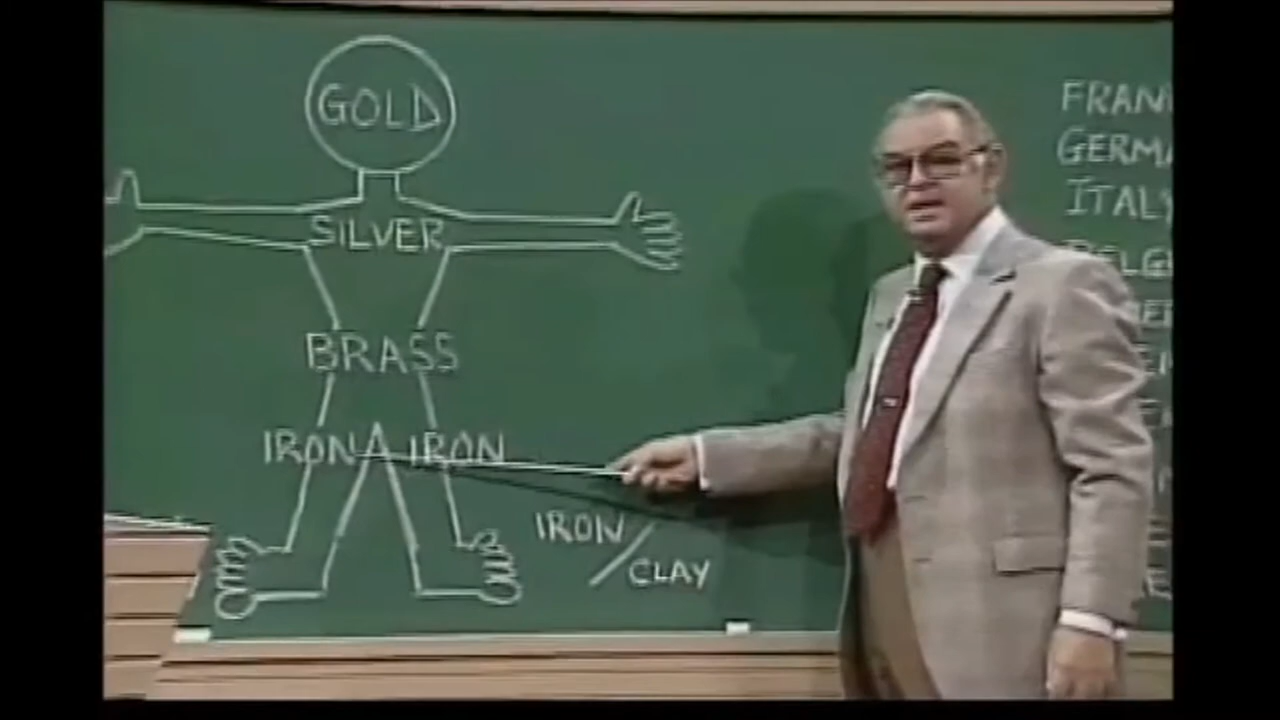 GOLD
SILVER
BRASS
IRON IRON
IRON/
CLAY
FRAN
GERMA
ITALY